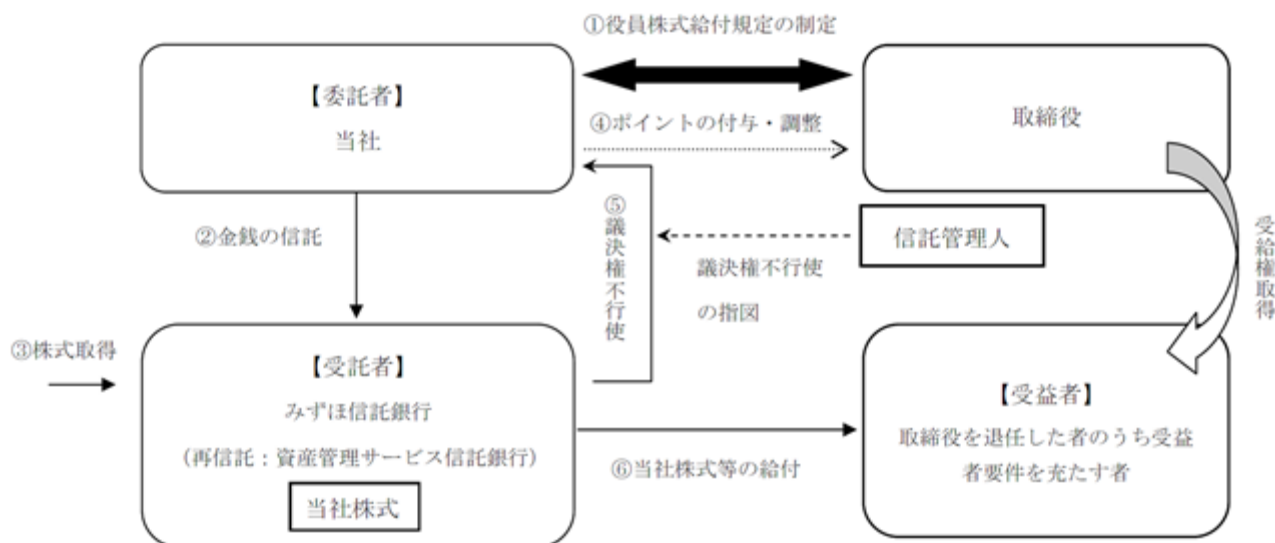 ①役員株式給付規定の制定
【委託者】
当社
④ポイントの付与・調整
取締役
②金銭の信託
⑤議決権不行使
信託管理人
議決権不行使
の指図
受給権取得
③株式取得
【受託者】
みずほ信託銀行
(再信託：資産管理サービス信託銀行)
当社株式
⑥当社株式等の給付
【受益者】
取締役を退任した者のうち受益
者要件を充たす者